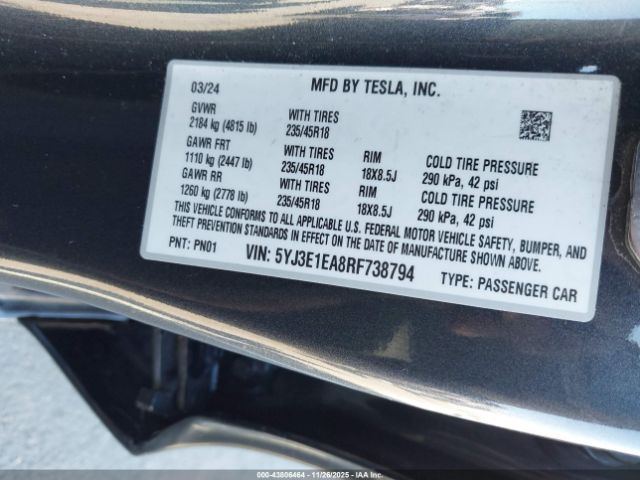 03/24 MFD BY TESLA, INC.
GVWR WITH TIRES
2184 kg (4815 lb) 235/45R18
GAWR FRT WITH TIRES RIM COLD TIRE PRESSURE
1110 kg (2447 lb) 235/45R18 18X8.5J 290 kPa, 42 psi
GAWR RR WITH TIRES RIM COLD TIRE PRESSURE
1260 kg (2778 lb) 235/45R18 18X8.5J 290 kPa, 42 psi
THIS VEHICLE CONFORMS TO ALL APPLICABLE U.S. FEDERAL MOTOR VEHICLE SAFETY, BUMPER, AND
THEFT PREVENTION STANDARDS IN EFFECT ON THE DATE OF MANUFACTURE SHOWN ABOVE.
PNT: PN01 VIN: 5YJ3E1EA8RF738794 TYPE: PASSENGER CAR
000-43806464 | 11/26/2025 | IAAI.COM